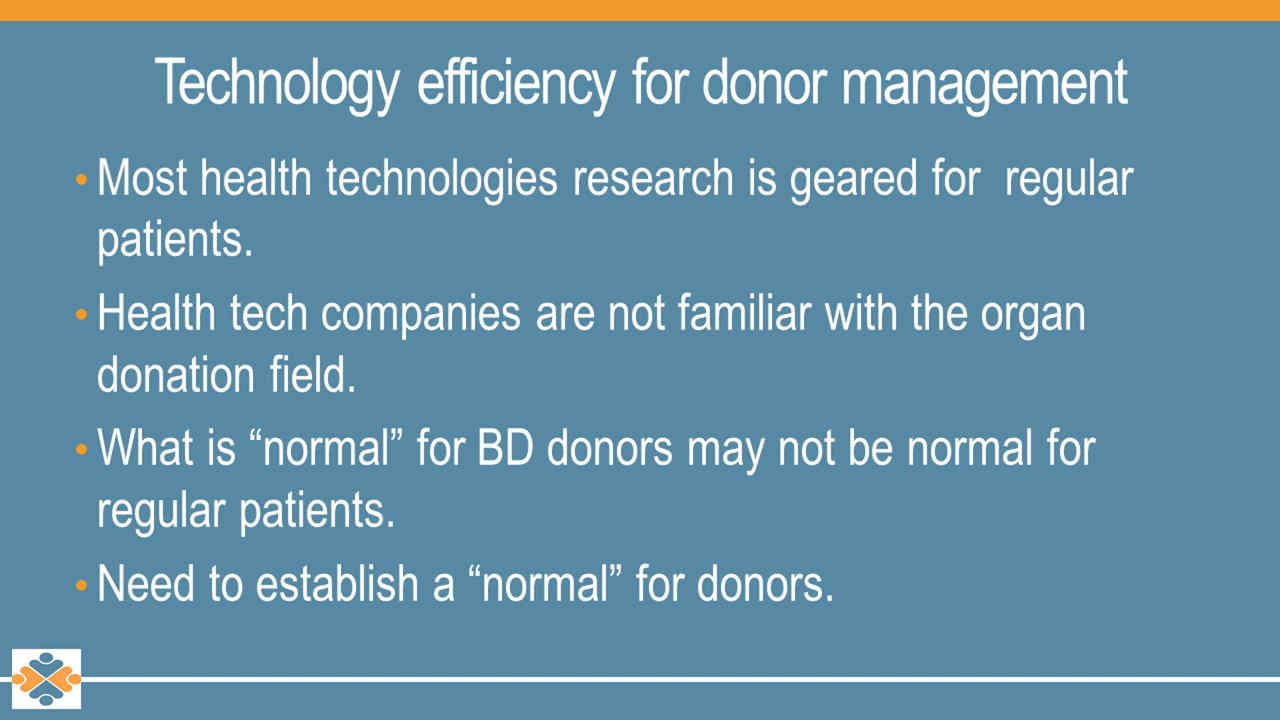 Technology efficiency for donor management
• Most health technologies research is geared for  regular
patients.
• Health tech companies are not familiar with the organ
donation field.
• What is “normal” for BD donors may not be normal for
regular patients.
• Need to establish a “normal” for donors.